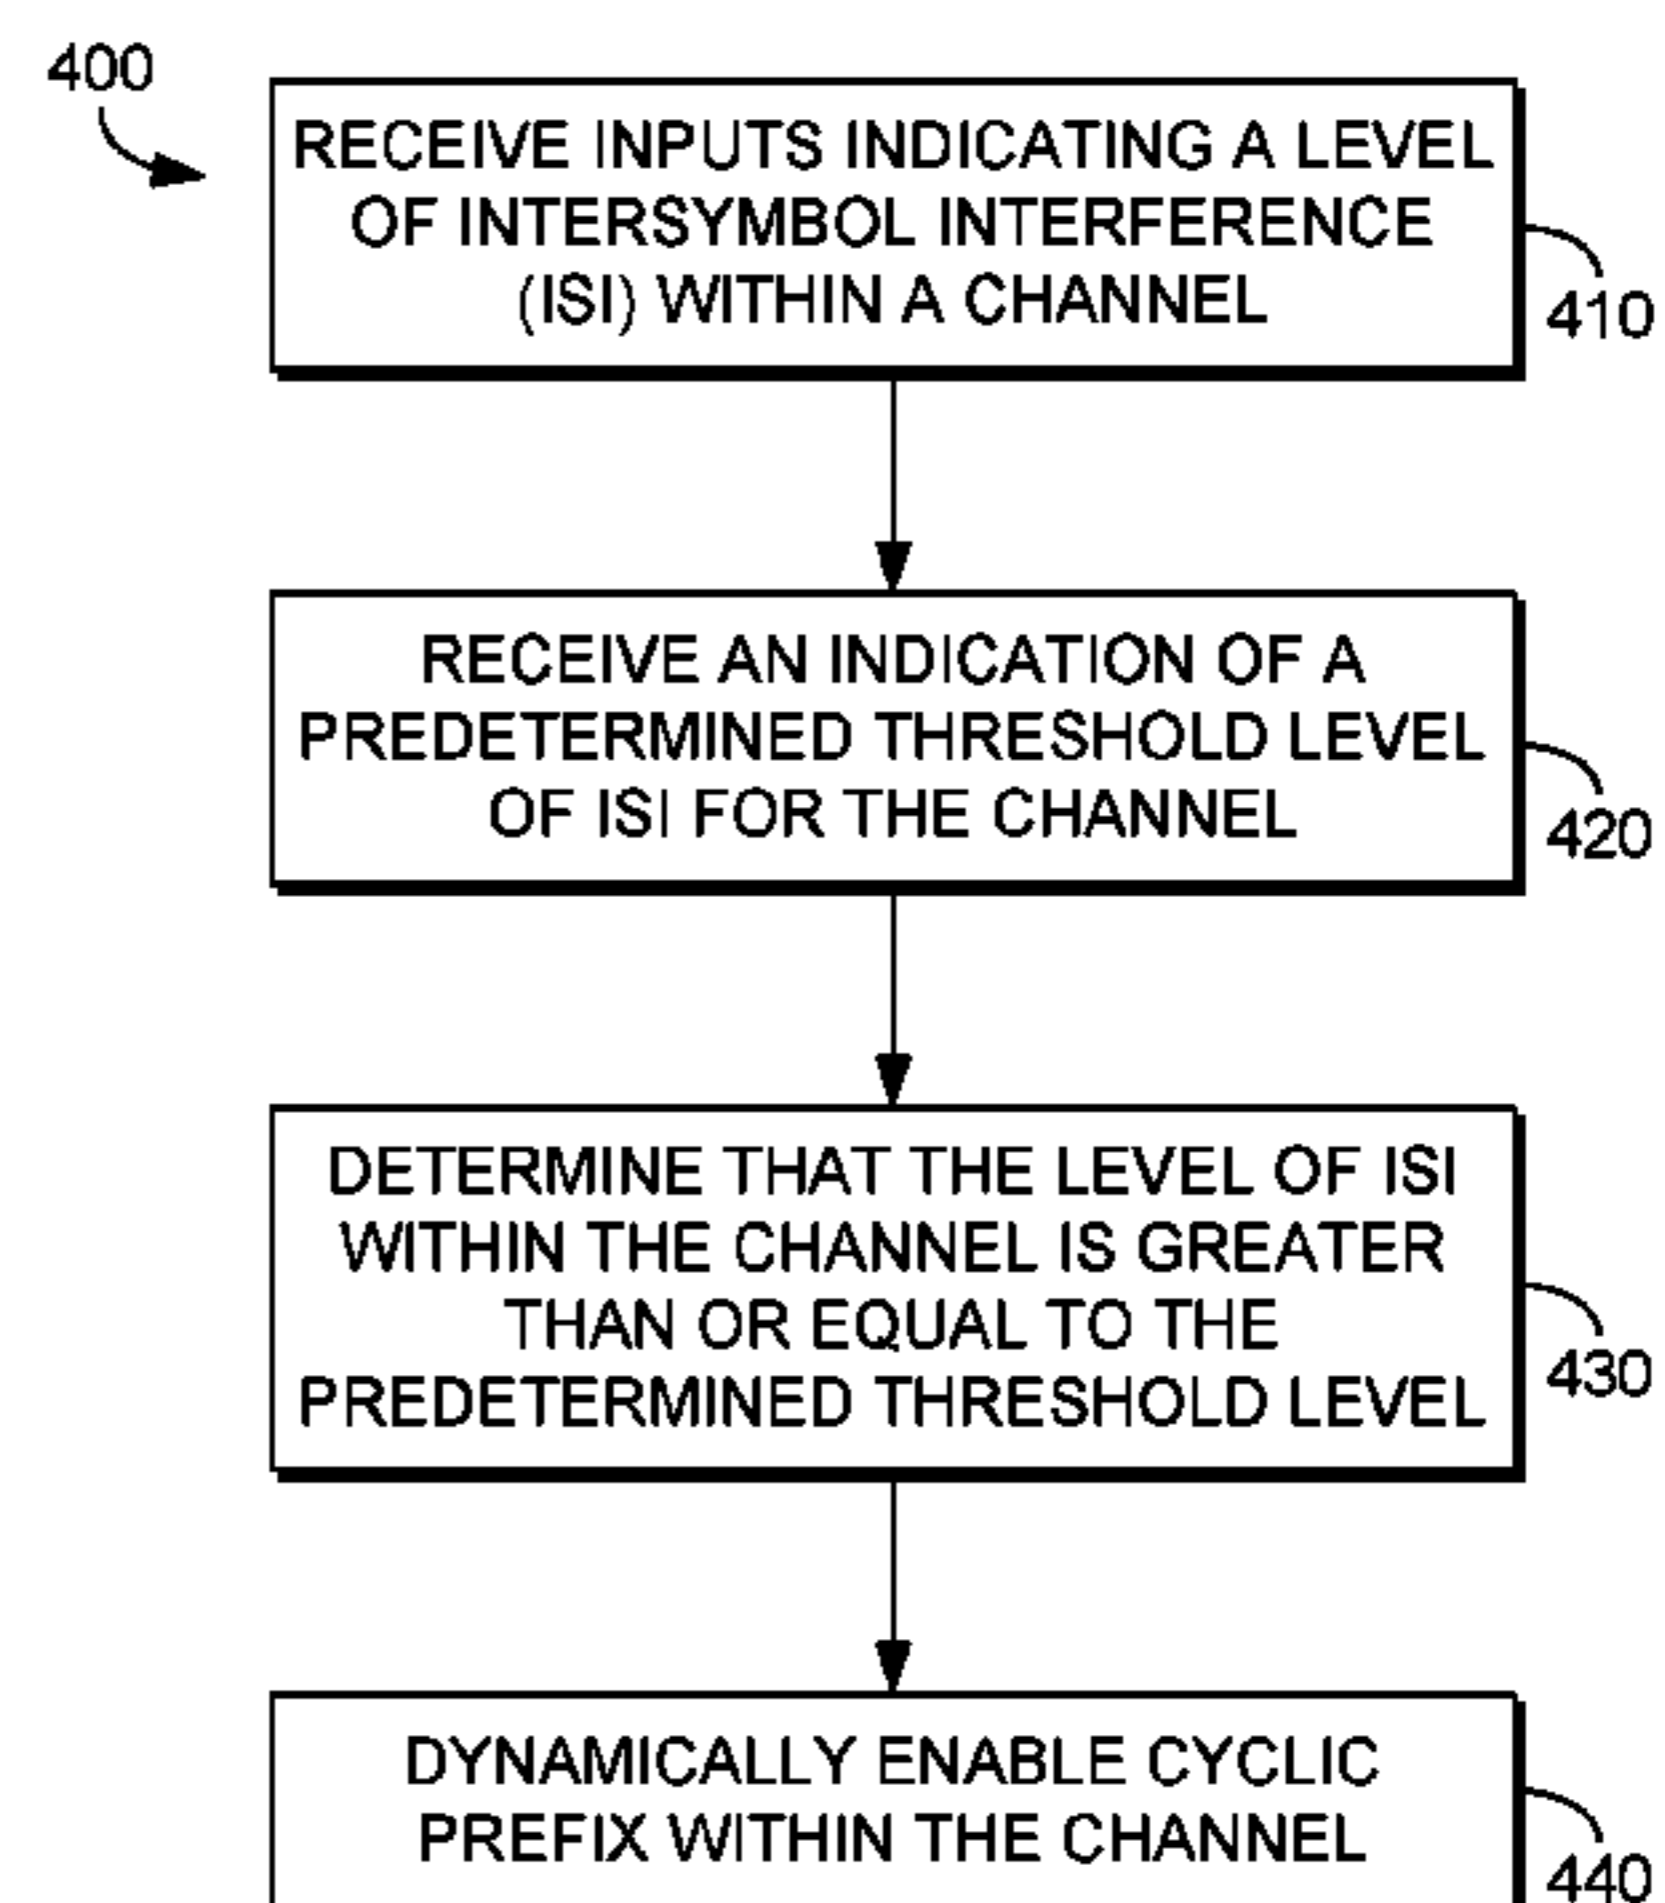 400
RECEIVE INPUTS INDICATING A LEVEL
OF INTERSYMBOL INTERFERENCE
(ISI) WITHIN A CHANNEL
410
RECEIVE AN INDICATION OF A
PREDETERMINED THRESHOLD LEVEL
OF ISI FOR THE CHANNEL
420
DETERMINE THAT THE LEVEL OF ISI
WITHIN THE CHANNEL IS GREATER
THAN OR EQUAL TO THE
PREDETERMINED THRESHOLD LEVEL
430
DYNAMICALLY ENABLE CYCLIC
PREFIX WITHIN THE CHANNEL
440